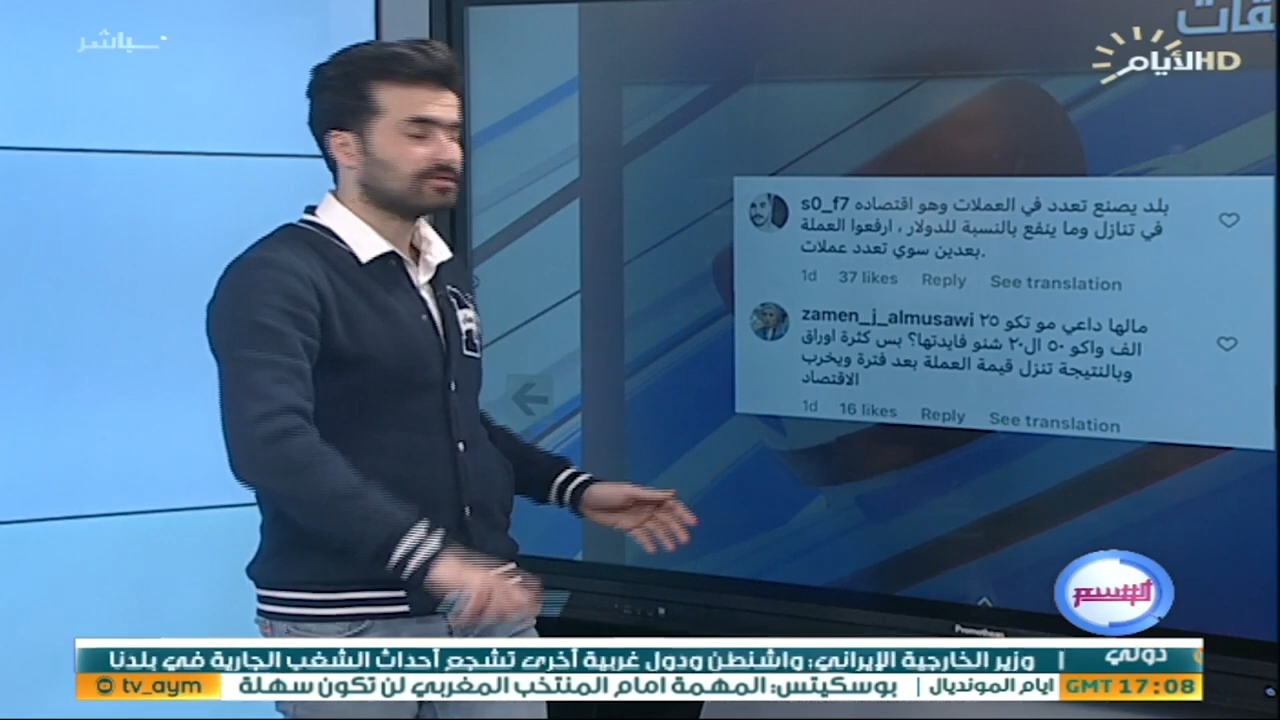 مباشر
HDالأيام
s0_f7 بلد يصنع تعدد في العملات وهو اقتصاده
في تنازل وما ينفع بالنسبة للدولار ، ارفعوا العملة
بعدين سوي تعدد عملات.
1d 37 likes Reply See translation
zamen_j_almusawi مالها داعي مو تكو ٢٥
الف واكو ٥٠ ال٢٠ شنو فايدتها؟ بس كثرة اوراق
وبالنتيجة تنزل قيمة العملة بعد فترة ويخرب
الاقتصاد
1d 16 likes Reply See translation
Promethean
دولي | وزير الخارجية الإيراني: واشنطن ودول غربية أخرى تشجع أحداث الشغب الجارية في بلدنا
GMT 17:08 ايام المونديال | بوسكيتس: المهمة امام المنتخب المغربي لن تكون سهلة
tv_aym